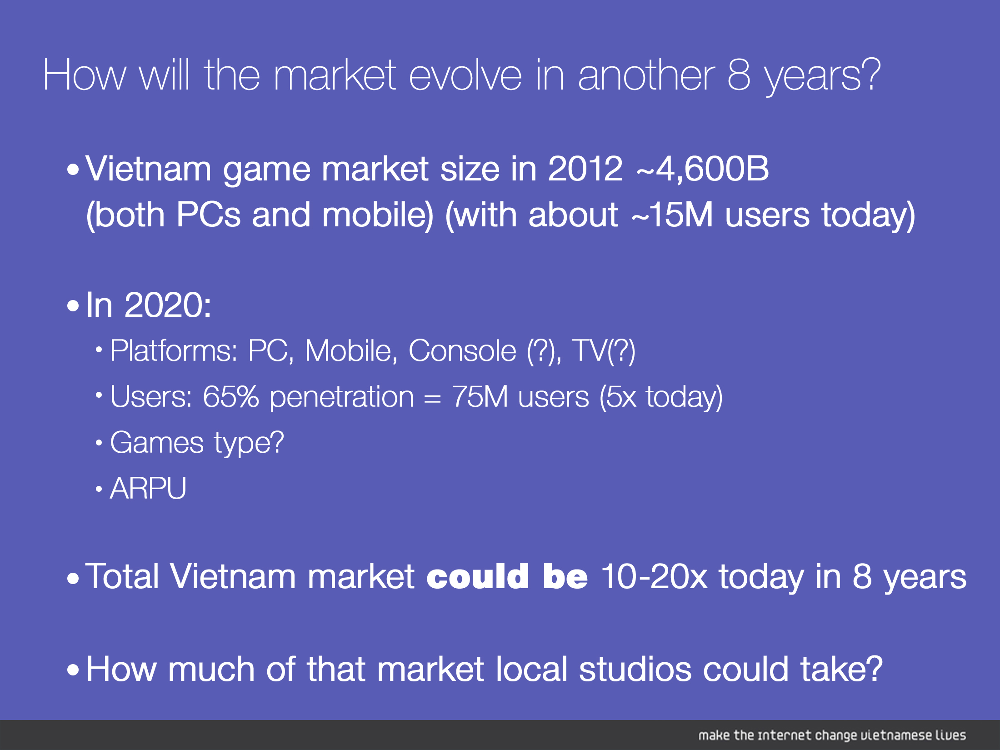 How will the market evolve in another 8 years?
•Vietnam game market size in 2012 ~4,600B
(both PCs and mobile) (with about ~15M users today)
•In 2020:
•Platforms: PC, Mobile, Console (?), TV(?)
•Users: 65% penetration = 75M users (5x today)
•Games type?
•ARPU
•Total Vietnam market could be 10-20x today in 8 years
•How much of that market local studios could take?
make the Internet change vietnamese lives